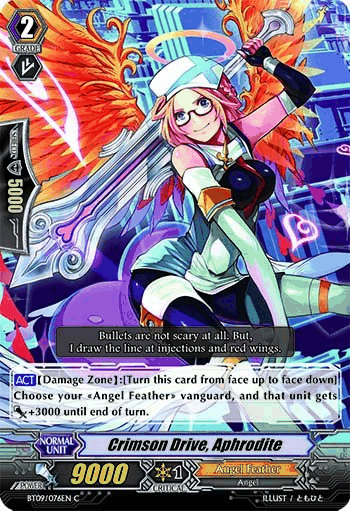 2
GRADE
SHIELD
5000
Bullets are not scary at all. But,
I draw the line at injections and red wings.
ACT [Damage Zone]:[Turn this card from face up to face down]
Choose your «Angel Feather» vanguard, and that unit gets
+3000 until end of turn.
NORMAL
UNIT
Crimson Drive, Aphrodite
POWER
9000
1
CRITICAL
Angel Feather
Angel
BT09/076EN C
ILLUST / ともひと